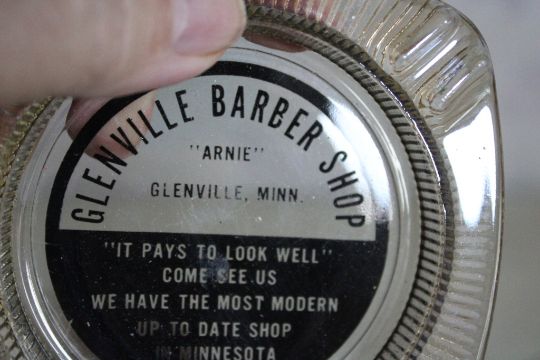 GLENVILLE BARBER SHOP
"ARNIE"
GLENVILLE, MINN.
"IT PAYS TO LOOK WELL"
COME SEE US
WE HAVE THE MOST MODERN
UP TO DATE SHOP
IN MINNESOTA